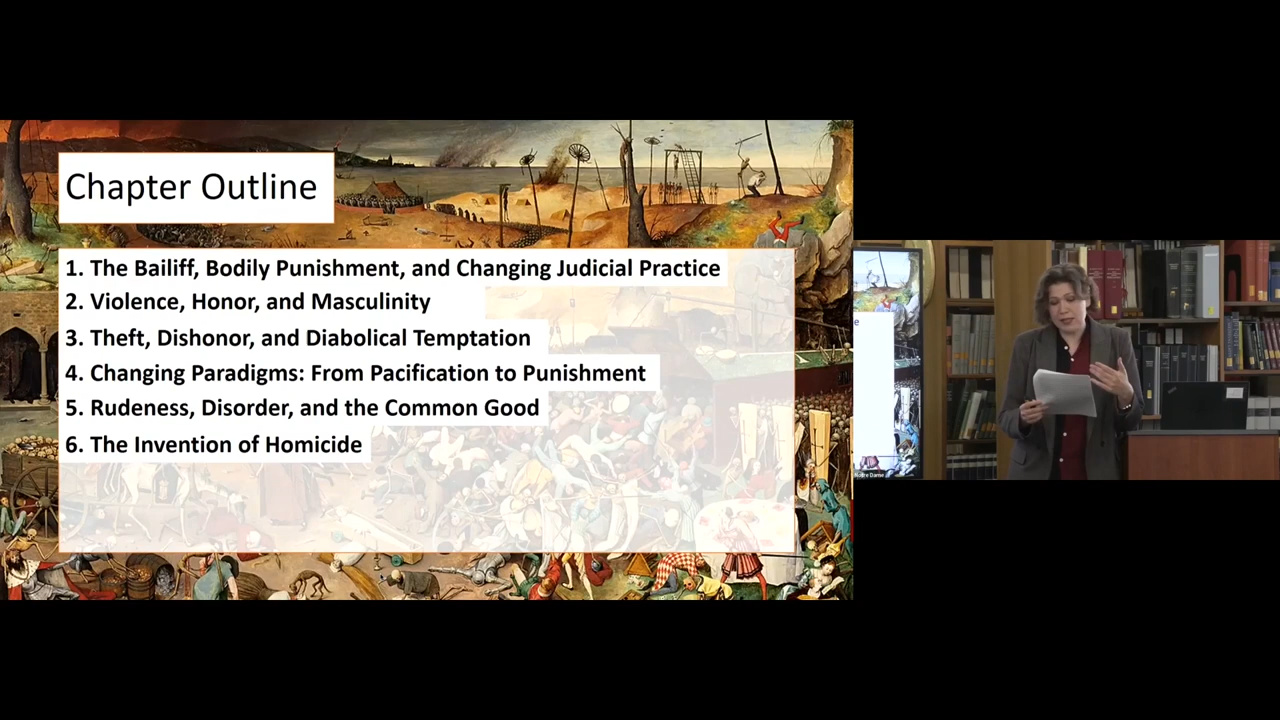 Chapter Outline
1. The Bailiff, Bodily Punishment, and Changing Judicial Practice
2. Violence, Honor, and Masculinity
3. Theft, Dishonor, and Diabolical Temptation
4. Changing Paradigms: From Pacification to Punishment
5. Rudeness, Disorder, and the Common Good
6. The Invention of Homicide
e
Notre Dame